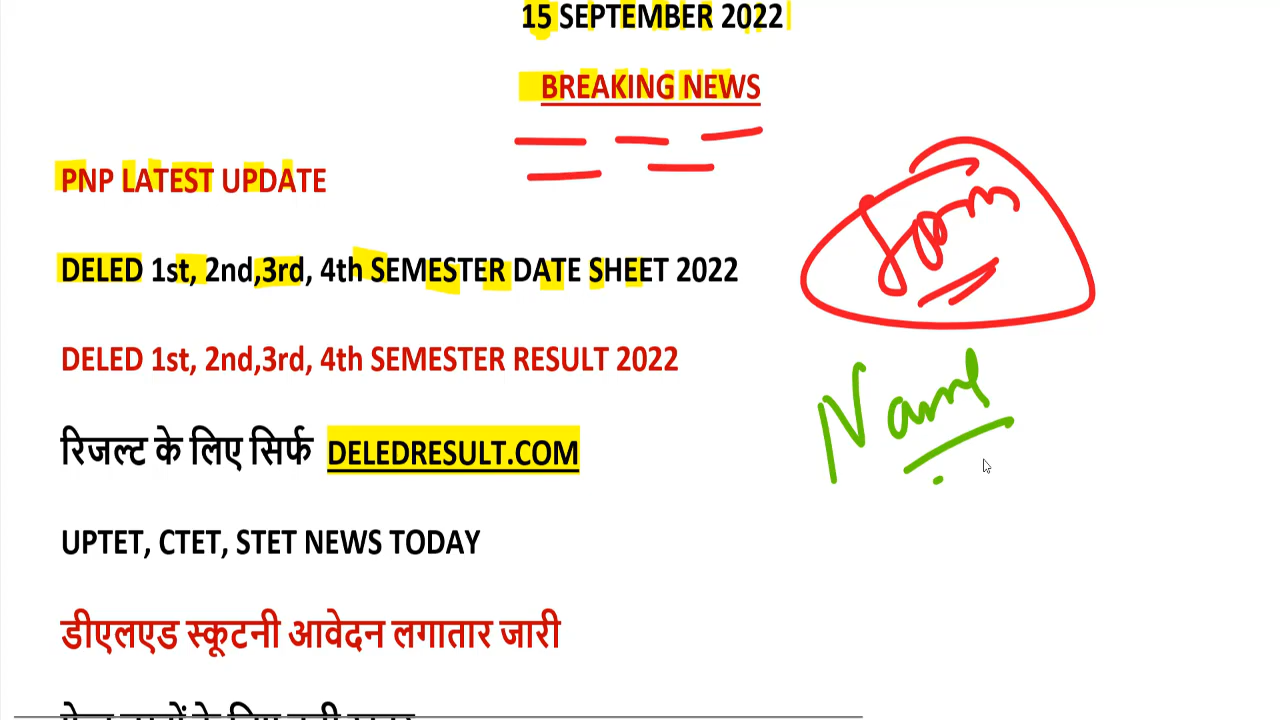 15 SEPTEMBER 2022
BREAKING NEWS
PNP LATEST UPDATE
DELED 1st, 2nd,3rd, 4th SEMESTER DATE SHEET 2022
DELED 1st, 2nd,3rd, 4th SEMESTER RESULT 2022
रिजल्ट के लिए सिर्फ DELEDRESULT.COM
UPTET, CTET, STET NEWS TODAY
डीएलएड स्कूटनी आवेदन लगातार जारी
Form
Name